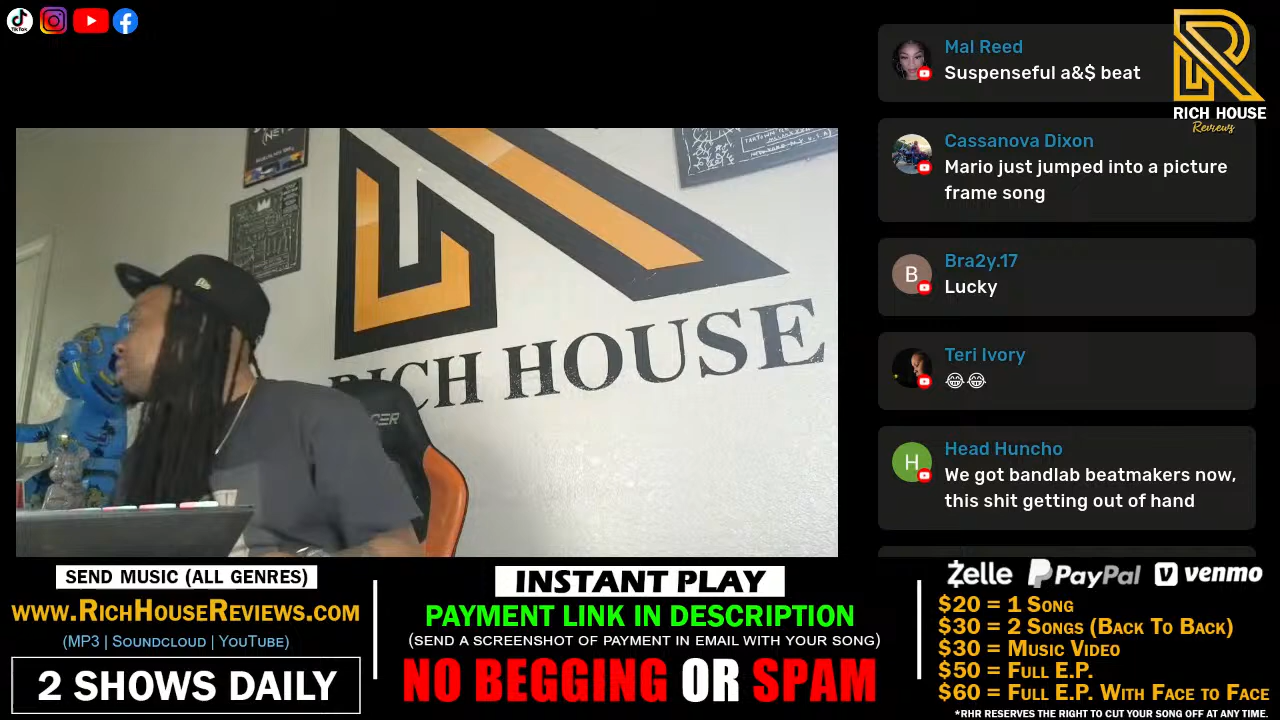 Mal Reed
Suspenseful a&$ beat
RICH HOUSE
Reviews
Cassanova Dixon
Mario just jumped into a picture
frame song
B
Bra2y.17
Lucky
Teri Ivory
😂😂
H
Head Huncho
We got bandlab beatmakers now,
this shit getting out of hand
RICH HOUSE
SEND MUSIC (ALL GENRES)
WWW.RICHHOUSEREVIEWS.COM
(MP3 | SOUNDCLOUD | YOUTUBE)
2 SHOWS DAILY
INSTANT PLAY
PAYMENT LINK IN DESCRIPTION
(SEND A SCREENSHOT OF PAYMENT IN EMAIL WITH YOUR SONG)
NO BEGGING OR SPAM
Zelle PayPal venmo
$20 = 1 SONG
$30 = 2 SONGS (BACK TO BACK)
$30 = MUSIC VIDEO
$50 = FULL E.P.
$60 = FULL E.P. WITH FACE TO FACE
*RHR RESERVES THE RIGHT TO CUT YOUR SONG OFF AT ANY TIME.